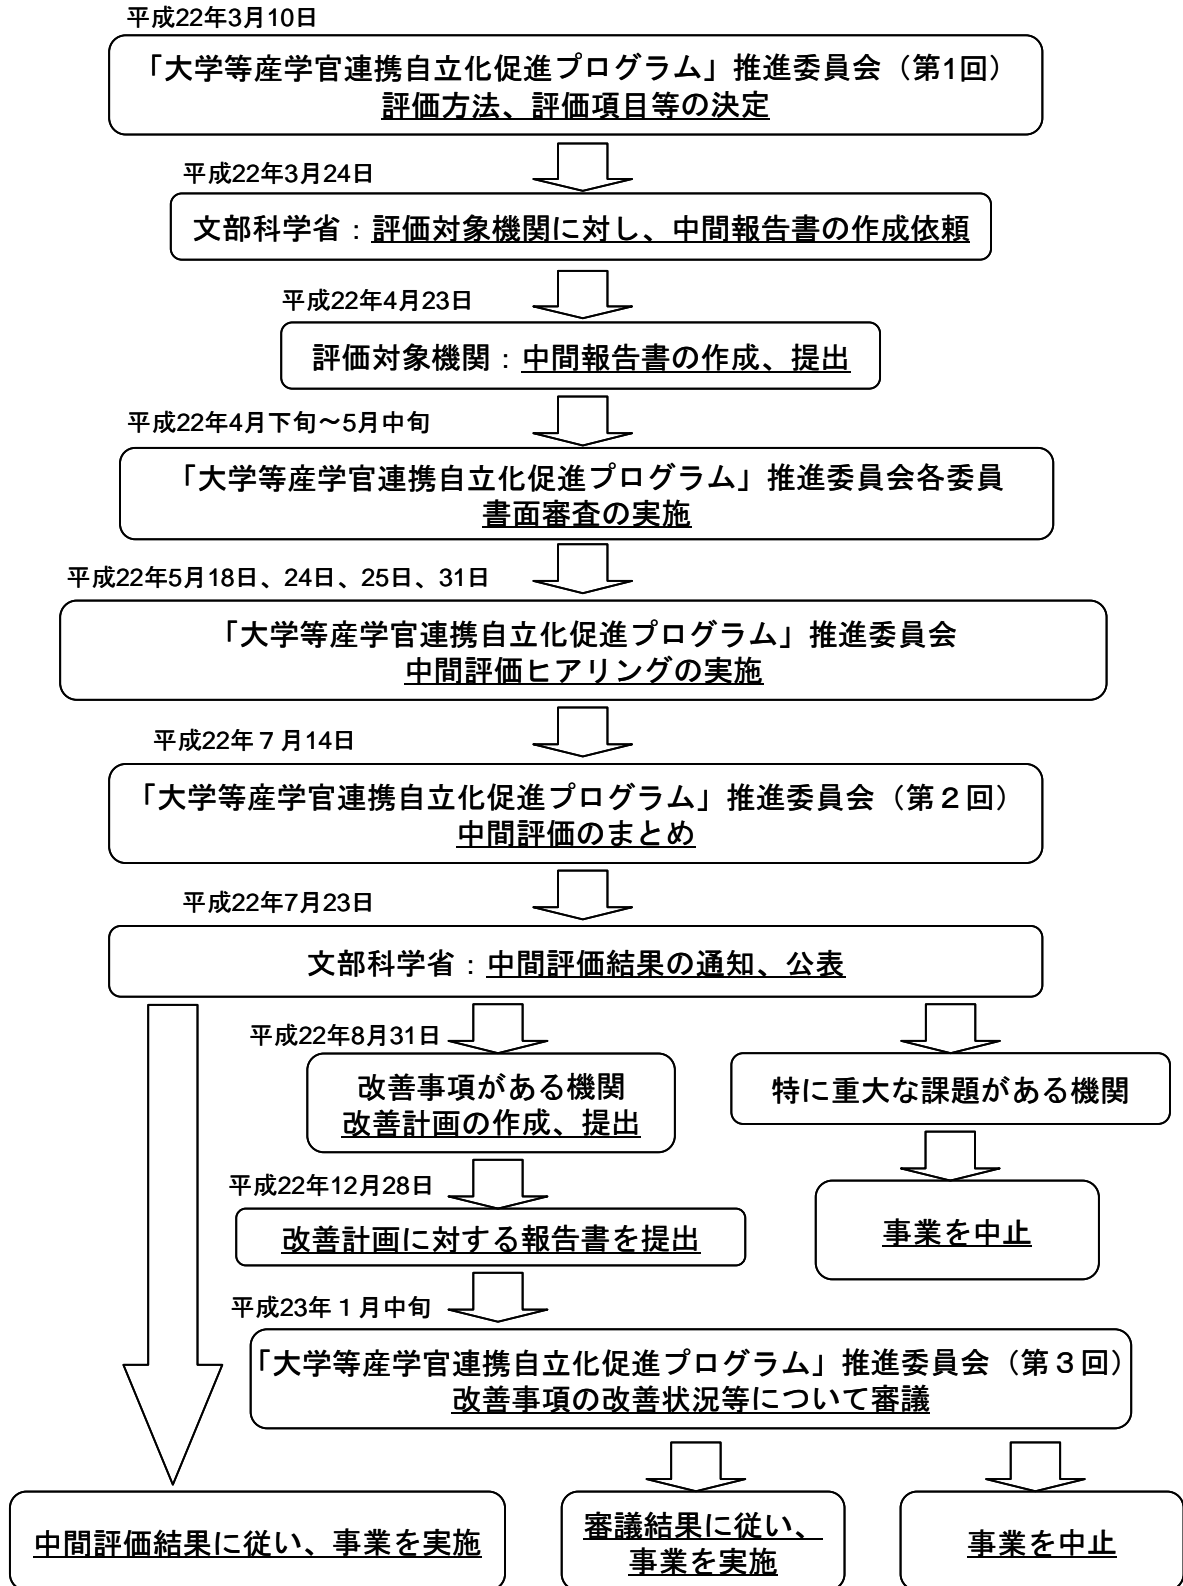 平成22年3月10日
「大学等産学官連携自立化促進プログラム」推進委員会（第1回）
評価方法、評価項目等の決定
平成22年3月24日
文部科学省：評価対象機関に対し、中間報告書の作成依頼
平成22年4月23日
評価対象機関：中間報告書の作成、提出
平成22年4月下旬～5月中旬
「大学等産学官連携自立化促進プログラム」推進委員会各委員
書面審査の実施
平成22年5月18日、24日、25日、31日
「大学等産学官連携自立化促進プログラム」推進委員会
中間評価ヒアリングの実施
平成22年７月14日
「大学等産学官連携自立化促進プログラム」推進委員会（第２回）
中間評価のまとめ
平成22年7月23日
文部科学省：中間評価結果の通知、公表
平成22年8月31日
改善事項がある機関
改善計画の作成、提出
特に重大な課題がある機関
平成22年12月28日
改善計画に対する報告書を提出
事業を中止
平成23年１月中旬
「大学等産学官連携自立化促進プログラム」推進委員会（第３回）
改善事項の改善状況等について審議
中間評価結果に従い、事業を実施
審議結果に従い、
事業を実施
事業を中止